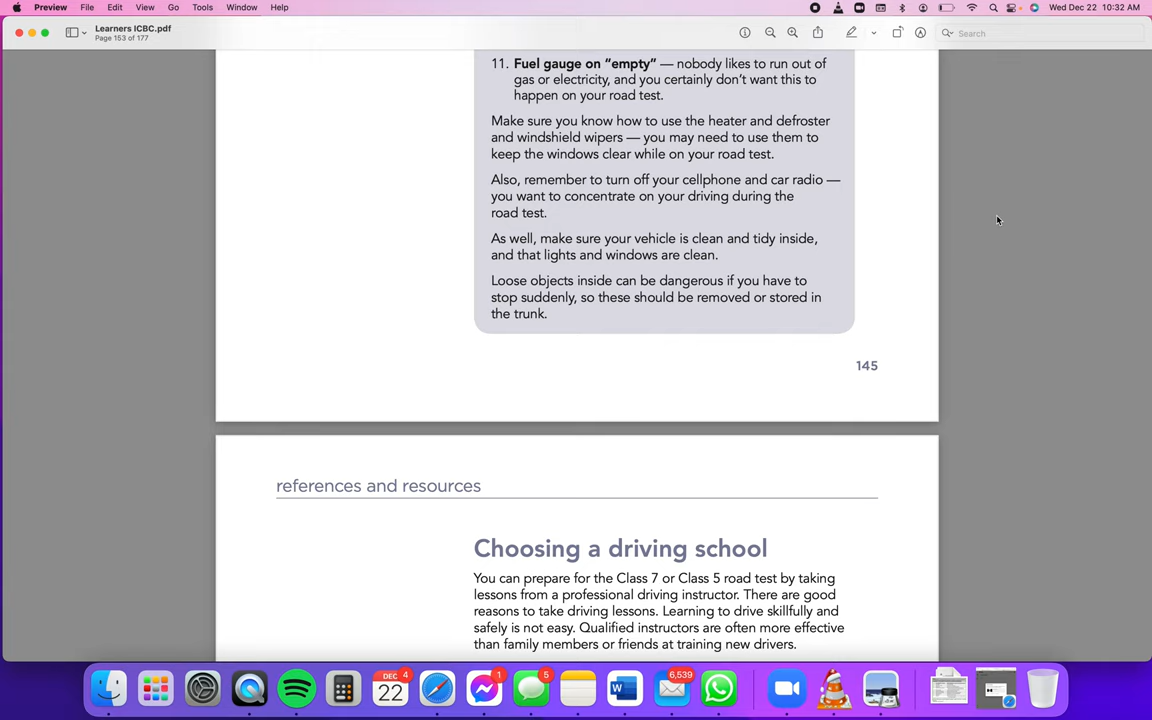 Preview File Edit View Go Tools Window Help Wed Dec 22 10:32 AM
Learners ICBC.pdf
Page 153 of 177
Search
11. Fuel gauge on “empty” — nobody likes to run out of
gas or electricity, and you certainly don’t want this to
happen on your road test.
Make sure you know how to use the heater and defroster
and windshield wipers — you may need to use them to
keep the windows clear while on your road test.
Also, remember to turn off your cellphone and car radio —
you want to concentrate on your driving during the
road test.
As well, make sure your vehicle is clean and tidy inside,
and that lights and windows are clean.
Loose objects inside can be dangerous if you have to
stop suddenly, so these should be removed or stored in
the trunk.
145
references and resources
Choosing a driving school
You can prepare for the Class 7 or Class 5 road test by taking
lessons from a professional driving instructor. There are good
reasons to take driving lessons. Learning to drive skillfully and
safely is not easy. Qualified instructors are often more effective
than family members or friends at training new drivers.
DEC 4 1 5 6,539
22
W